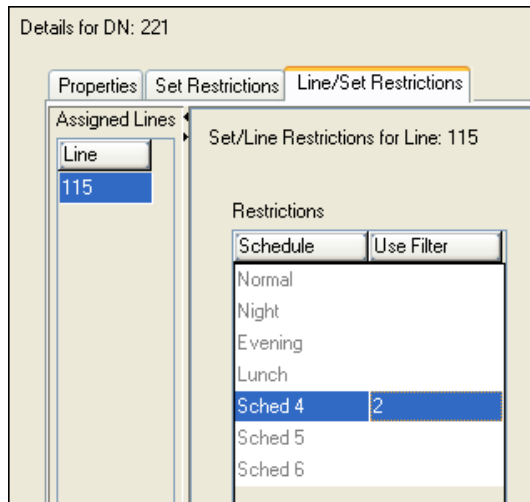 Details for DN: 221
Properties Set Restrictions Line/Set Restrictions
Assigned Lines
Line
115
Set/Line Restrictions for Line: 115
Restrictions
Schedule Use Filter
Normal
Night
Evening
Lunch
Sched 4 2
Sched 5
Sched 6